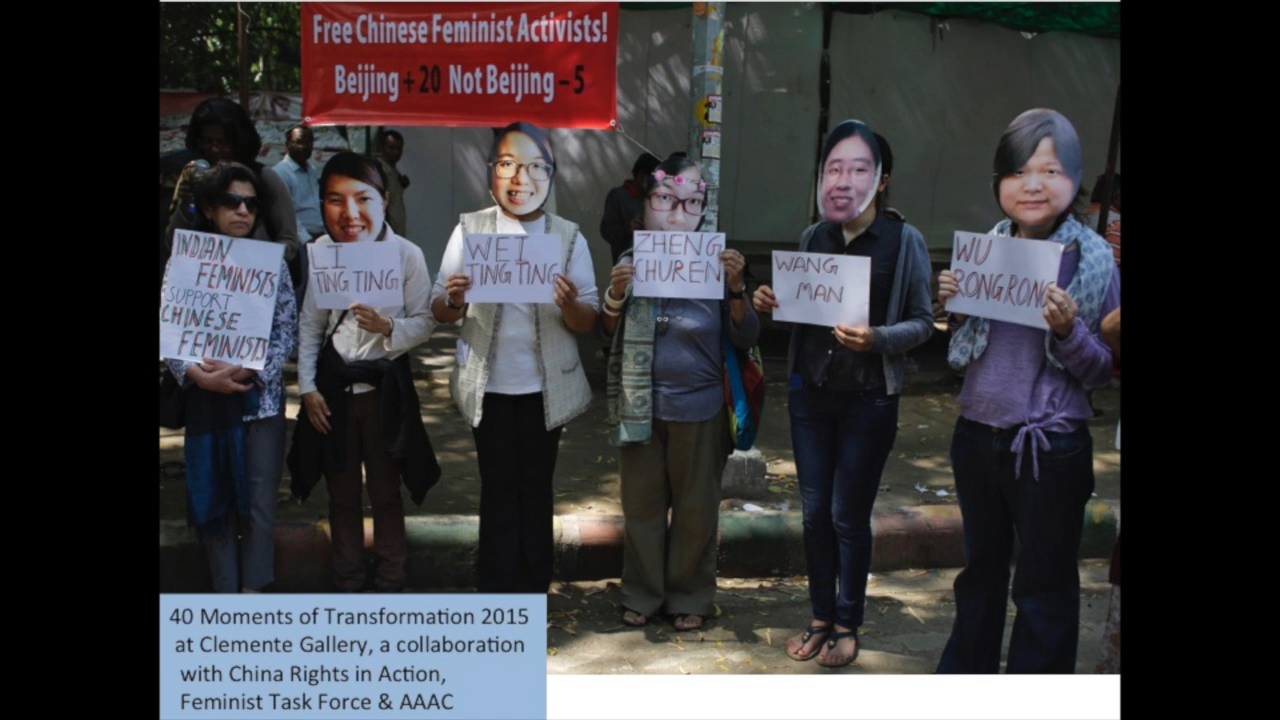 Free Chinese Feminist Activists!
Beijing +20 Not Beijing -5
INDIAN
FEMINISTS
SUPPORT
CHINESE
FEMINISTS
LI
TING TING
WEI
TING TING
ZHENG
CHUREN
WANG
MAN
WU
RONG RONG
40 Moments of Transformation 2015
at Clemente Gallery, a collaboration
with China Rights in Action,
Feminist Task Force & AAAC